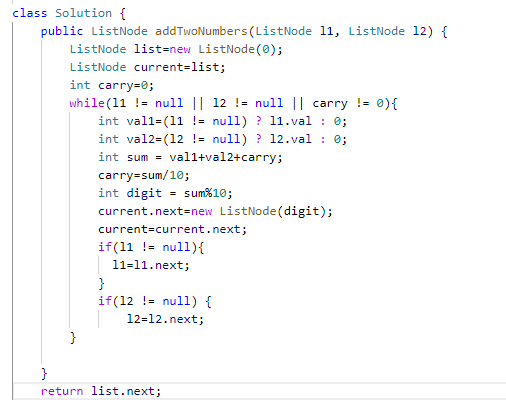 class Solution {
    public ListNode addTwoNumbers(ListNode l1, ListNode l2) {
        ListNode list=new ListNode(0);
        ListNode current=list;
        int carry=0;
        while(l1 != null || l2 != null || carry != 0){
            int val1=(l1 != null) ? l1.val : 0;
            int val2=(l2 != null) ? l2.val : 0;
            int sum = val1+val2+carry;
            carry=sum/10;
            int digit = sum%10;
            current.next=new ListNode(digit);
            current=current.next;
            if(l1 != null){
              l1=l1.next;
            }
            if(l2 != null) {
                l2=l2.next;
        }

    }
    return list.next;